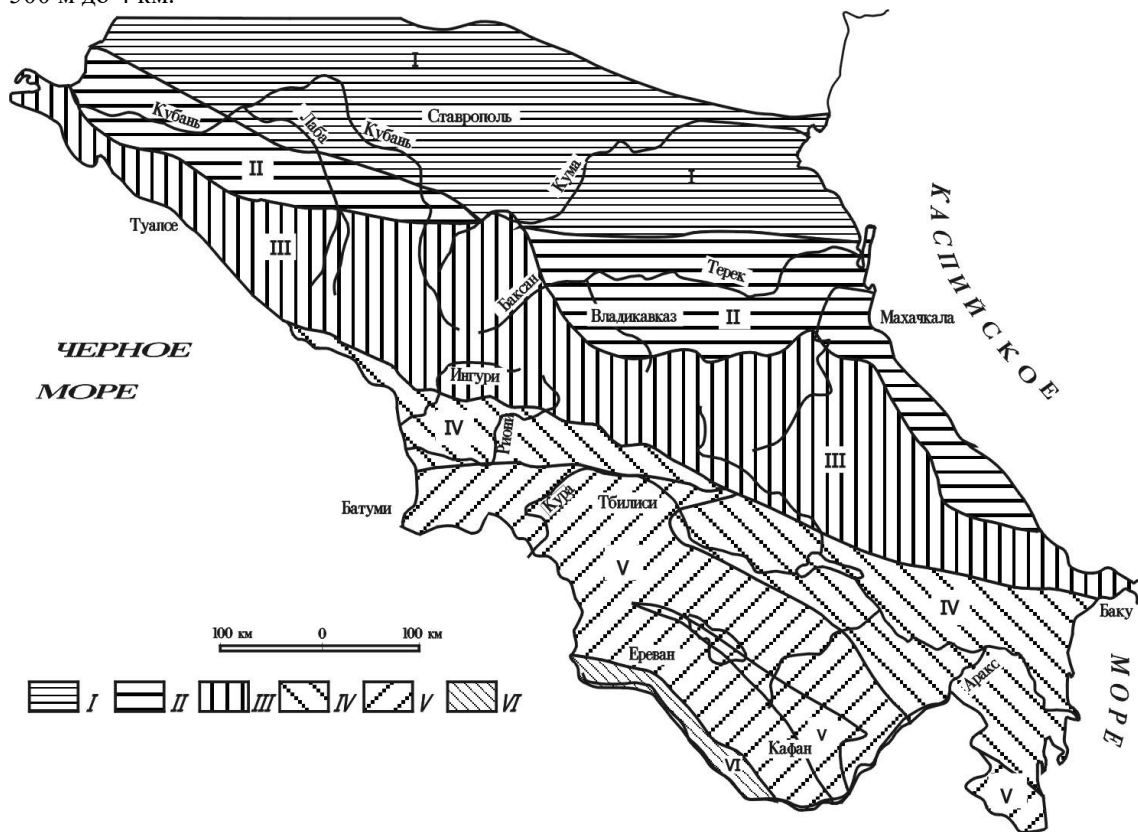 500 м до 4 км.
I
Кубань
Лаба
Кубань
Ставрополь
II
Кума
I
КАСПИЙСКОЕ
Туапсе
III
Баксан
Терек
Владикавказ
II
Махачкала
ЧЕРНОЕ
МОРЕ
Ингури
IV
Риони
III
Батуми
Кура
Тбилиси
V
IV
Баку
100 км 0 100 км
Ереван
Аракс
МОРЕ
I II III IV V VI
Кафан
V
VI
V